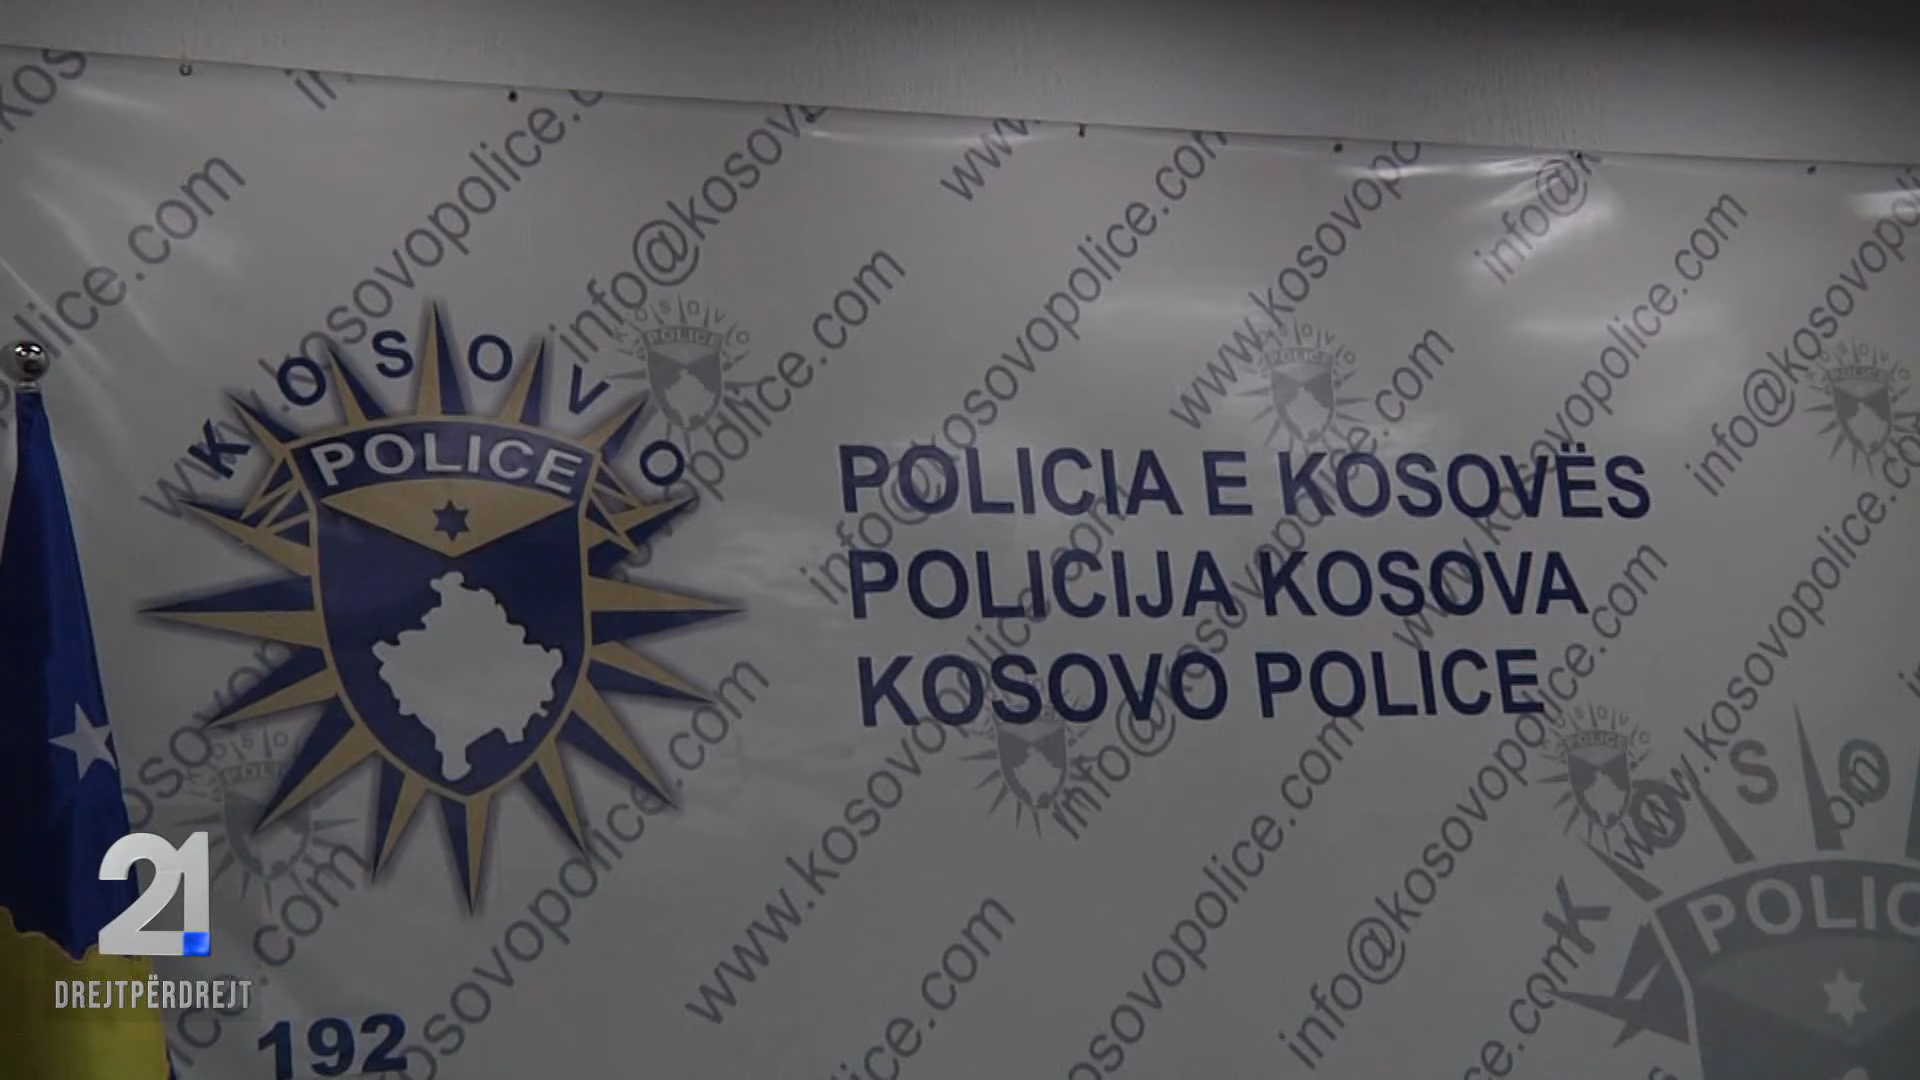 KOSOVO
POLICE
POLICIA E KOSOVËS
POLICIJA KOSOVA
KOSOVO POLICE
www.kosovopolice.com
info@kosovopolice.com
21
DREJTPËRDREJT
192